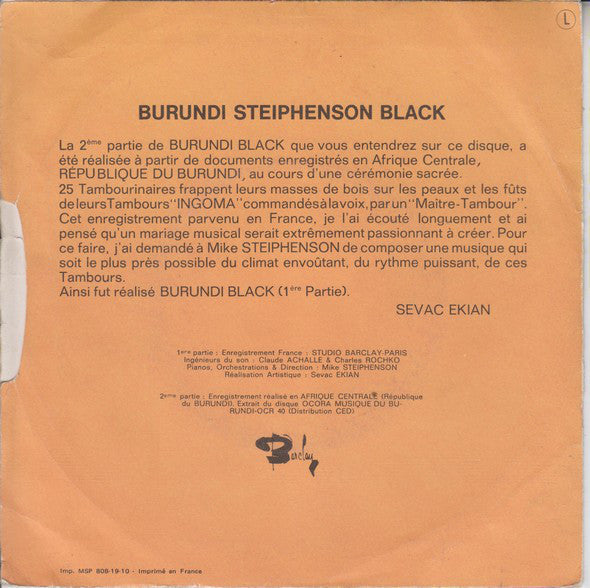 L
BURUNDI STEIPHENSON BLACK
La 2ème partie de BURUNDI BLACK que vous entendrez sur ce disque, a
été réalisée à partir de documents enregistrés en Afrique Centrale,
RÉPUBLIQUE DU BURUNDI, au cours d'une cérémonie sacrée.
25 Tambourinaires frappent leurs masses de bois sur les peaux et les fûts
de leurs Tambours "INGOMA" commandés à la voix, par un "Maître-Tambour".
Cet enregistrement parvenu en France, je l'ai écouté longuement et ai
pensé qu'un mariage musical serait extrêmement passionnant à créer. Pour
ce faire, j'ai demandé à Mike STEIPHENSON de composer une musique qui
soit le plus près possible du climat envoûtant, du rythme puissant, de ces
Tambours.
Ainsi fut réalisé BURUNDI BLACK (1ère Partie).
SEVAC EKIAN
1ere partie : Enregistrement France : STUDIO BARCLAY-PARIS
Ingénieurs du son : Claude ACHALLE & Charles ROCHKO
Pianos, Orchestrations & Direction : Mike STEIPHENSON
Réalisation Artistique : Sevac EKIAN
2eme partie : Enregistrement réalisé en AFRIQUE CENTRALE (République
du BURUNDI). Extrait du disque OCORA MUSIQUE DU BU-
RUNDI-OCR 40 (Distribution CED)
Barclay
Imp. MSP 808-19-10 - Imprimé en France